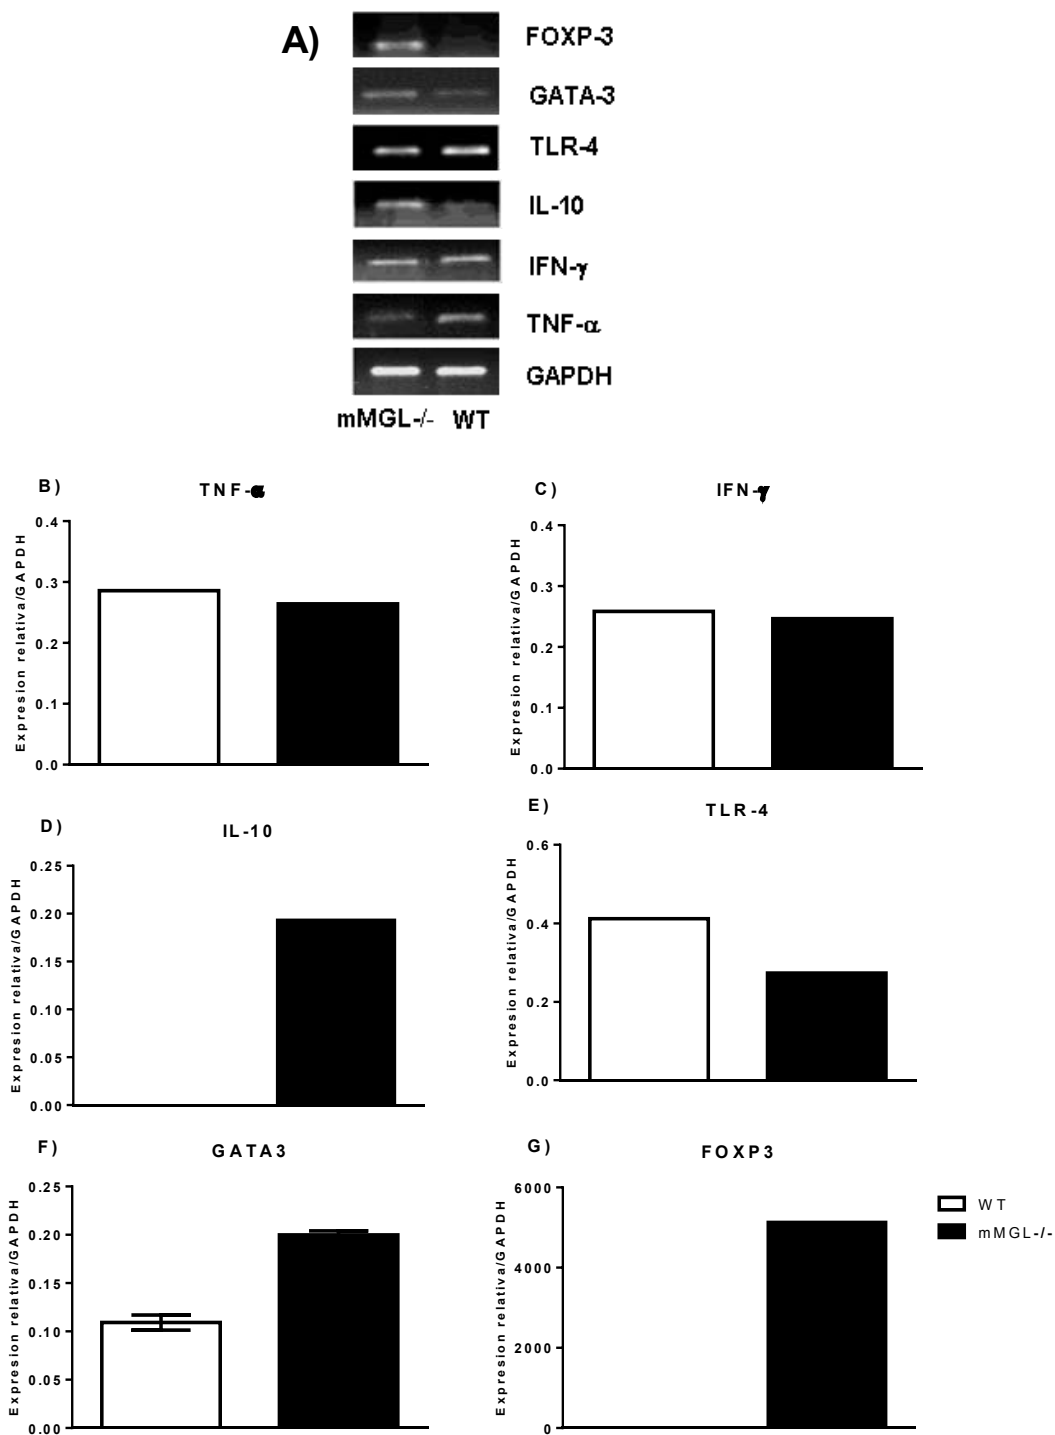 A)
FOXP-3
GATA-3
TLR-4
IL-10
IFN-γ
TNF-α
GAPDH
mMGL-/- WT
B) TNF-α
Expresion relativa/GAPDH
0.4
0.3
0.2
0.1
0.0
C) IFN-γ
Expresion relativa/GAPDH
0.4
0.3
0.2
0.1
0.0
D) IL-10
Expresion relativa/GAPDH
0.25
0.20
0.15
0.10
0.05
0.00
E) TLR-4
Expresion relativa/GAPDH
0.6
0.4
0.2
0.0
F) GATA3
Expresion relativa/GAPDH
0.25
0.20
0.15
0.10
0.05
0.00
G) FOXP3
Expresion relativa/GAPDH
6000
4000
2000
0
WT
mMGL-/-